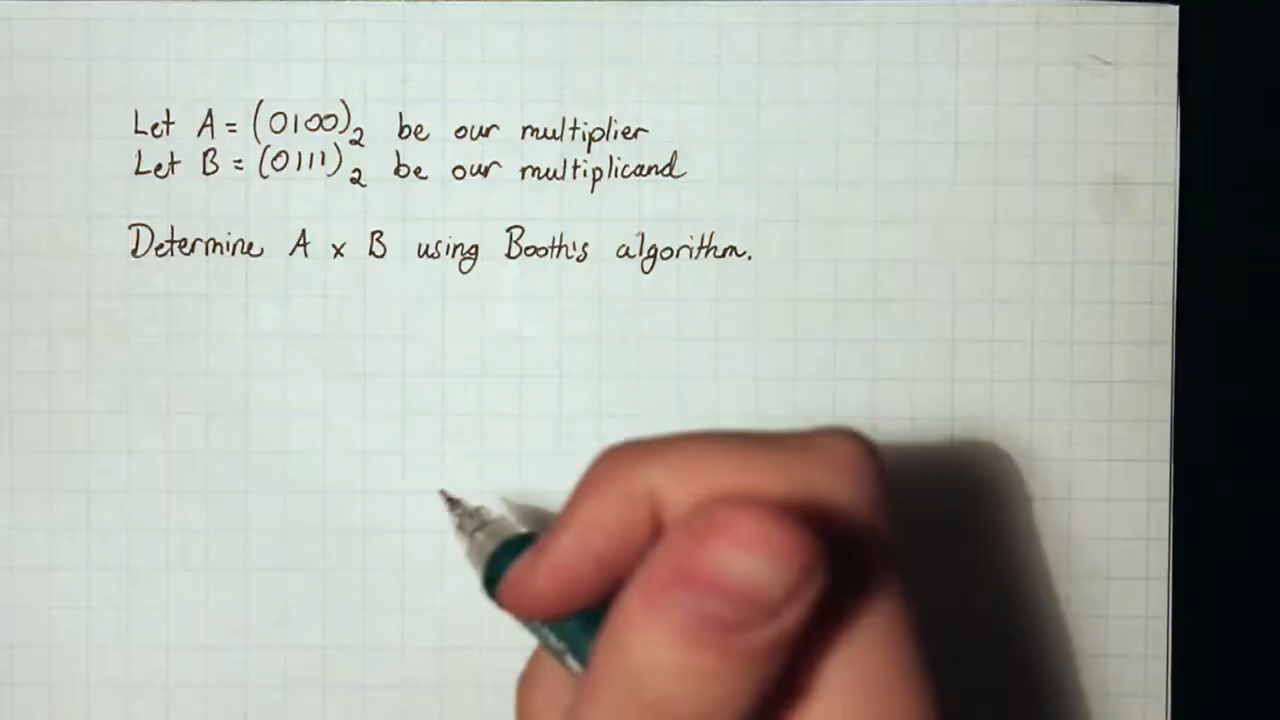 Let A = (0100)₂ be our multiplier
Let B = (0111)₂ be our multiplicand
Determine A x B using Booth's algorithm.